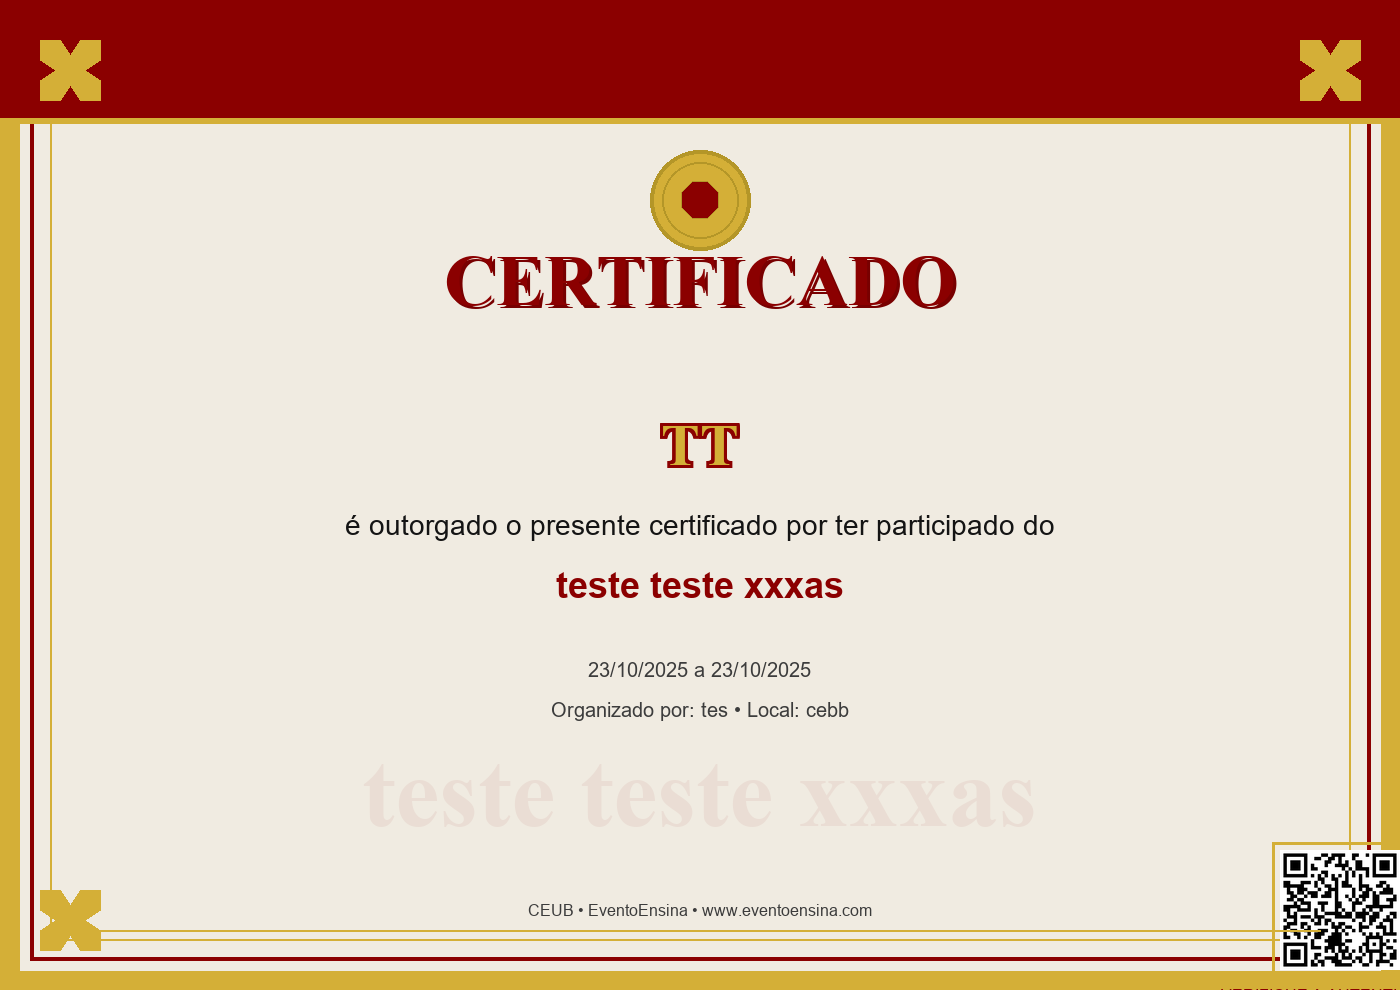 CERTIFICADO
TT
é outorgado o presente certificado por ter participado do
teste teste xxxas
23/10/2025 a 23/10/2025
Organizado por: tes • Local: cebb
teste teste xxxas
CEUB • EventoEnsina • www.eventoensina.com